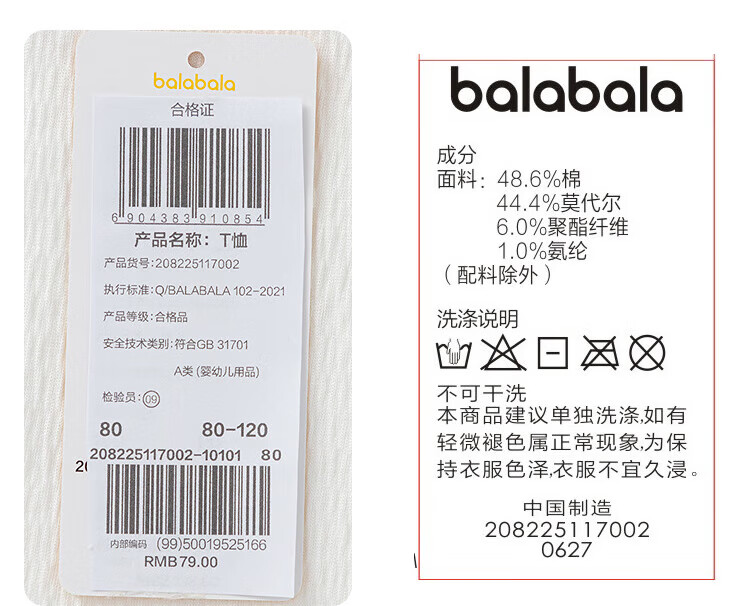 balabala
合格证
6 904383 910854
产品名称：T恤
产品货号:208225117002
执行标准:Q/BALABALA 102-2021
产品等级:合格品
安全技术类别:符合GB 31701
A类 (婴幼儿用品)
检验员:09
80 80-120
208225117002-10101 80
内部编码 (99)50019525166
RMB79.00
balabala
成分
面料：48.6%棉
44.4%莫代尔
6.0%聚酯纤维
1.0%氨纶
（配料除外）
洗涤说明
不可干洗
本商品建议单独洗涤,如有
轻微褪色属正常现象,为保
持衣服色泽,衣服不宜久浸。
中国制造
208225117002
0627